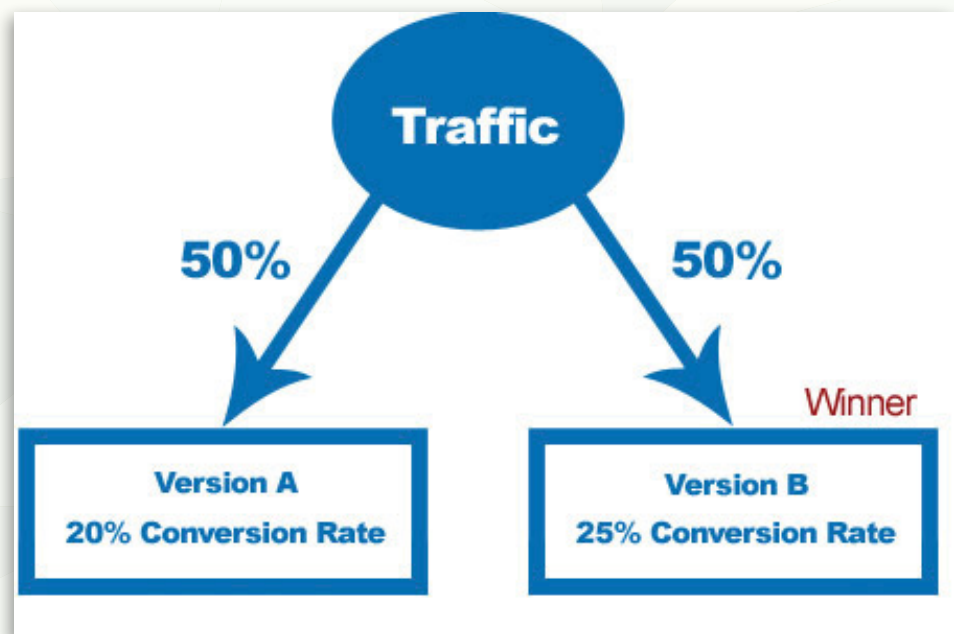 Traffic
50%
50%
Winner
Version A
20% Conversion Rate
Version B
25% Conversion Rate